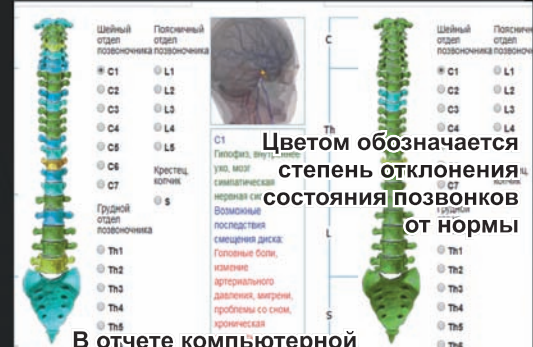 Шейный отдел позвоночника
Поясничный отдел позвоночника
C1
L1
C2
L2
C3
L3
C4
L4
C5
L5
C6
Крестец, копчик
C7
S
Грудной отдел позвоночника
Th1
Th2
Th3
Th4
Th5
C1
Гипофиз,
ухо, мозг
симпатическая
нервная
Возможные
последствия
смещения диска:
Головные боли,
измение
артериального
давления, мигрени,
проблемы со сном,
хроническая
C
Th
L
S
Шейный отдел позвоночника
Поясничный отдел
C1
L1
C2
L2
C3
L3
C4
L4
C7
Th1
Th2
Th3
Th4
Th5
Цветом обозначается
степень отклонения
состояния позвонков
от нормы
В отчете компьютерной